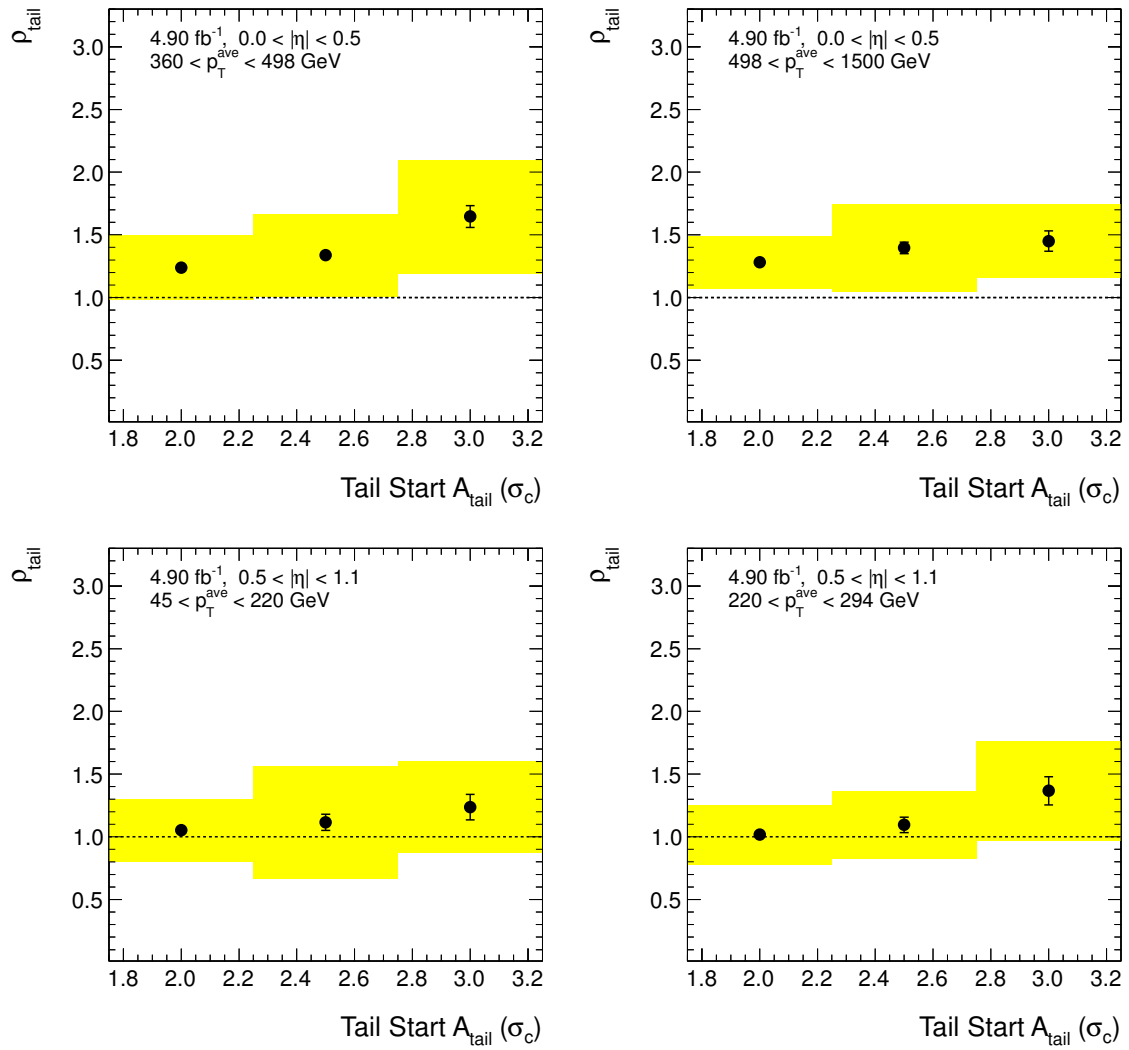 ρ_tail
4.90 fb⁻¹, 0.0 < |η| < 0.5
360 < p_T^ave < 498 GeV
3.0
2.5
2.0
1.5
1.0
0.5
1.8 2.0 2.2 2.4 2.6 2.8 3.0 3.2
Tail Start A_tail (σ_c)
ρ_tail
4.90 fb⁻¹, 0.0 < |η| < 0.5
498 < p_T^ave < 1500 GeV
3.0
2.5
2.0
1.5
1.0
0.5
1.8 2.0 2.2 2.4 2.6 2.8 3.0 3.2
Tail Start A_tail (σ_c)
ρ_tail
4.90 fb⁻¹, 0.5 < |η| < 1.1
45 < p_T^ave < 220 GeV
3.0
2.5
2.0
1.5
1.0
0.5
1.8 2.0 2.2 2.4 2.6 2.8 3.0 3.2
Tail Start A_tail (σ_c)
ρ_tail
4.90 fb⁻¹, 0.5 < |η| < 1.1
220 < p_T^ave < 294 GeV
3.0
2.5
2.0
1.5
1.0
0.5
1.8 2.0 2.2 2.4 2.6 2.8 3.0 3.2
Tail Start A_tail (σ_c)